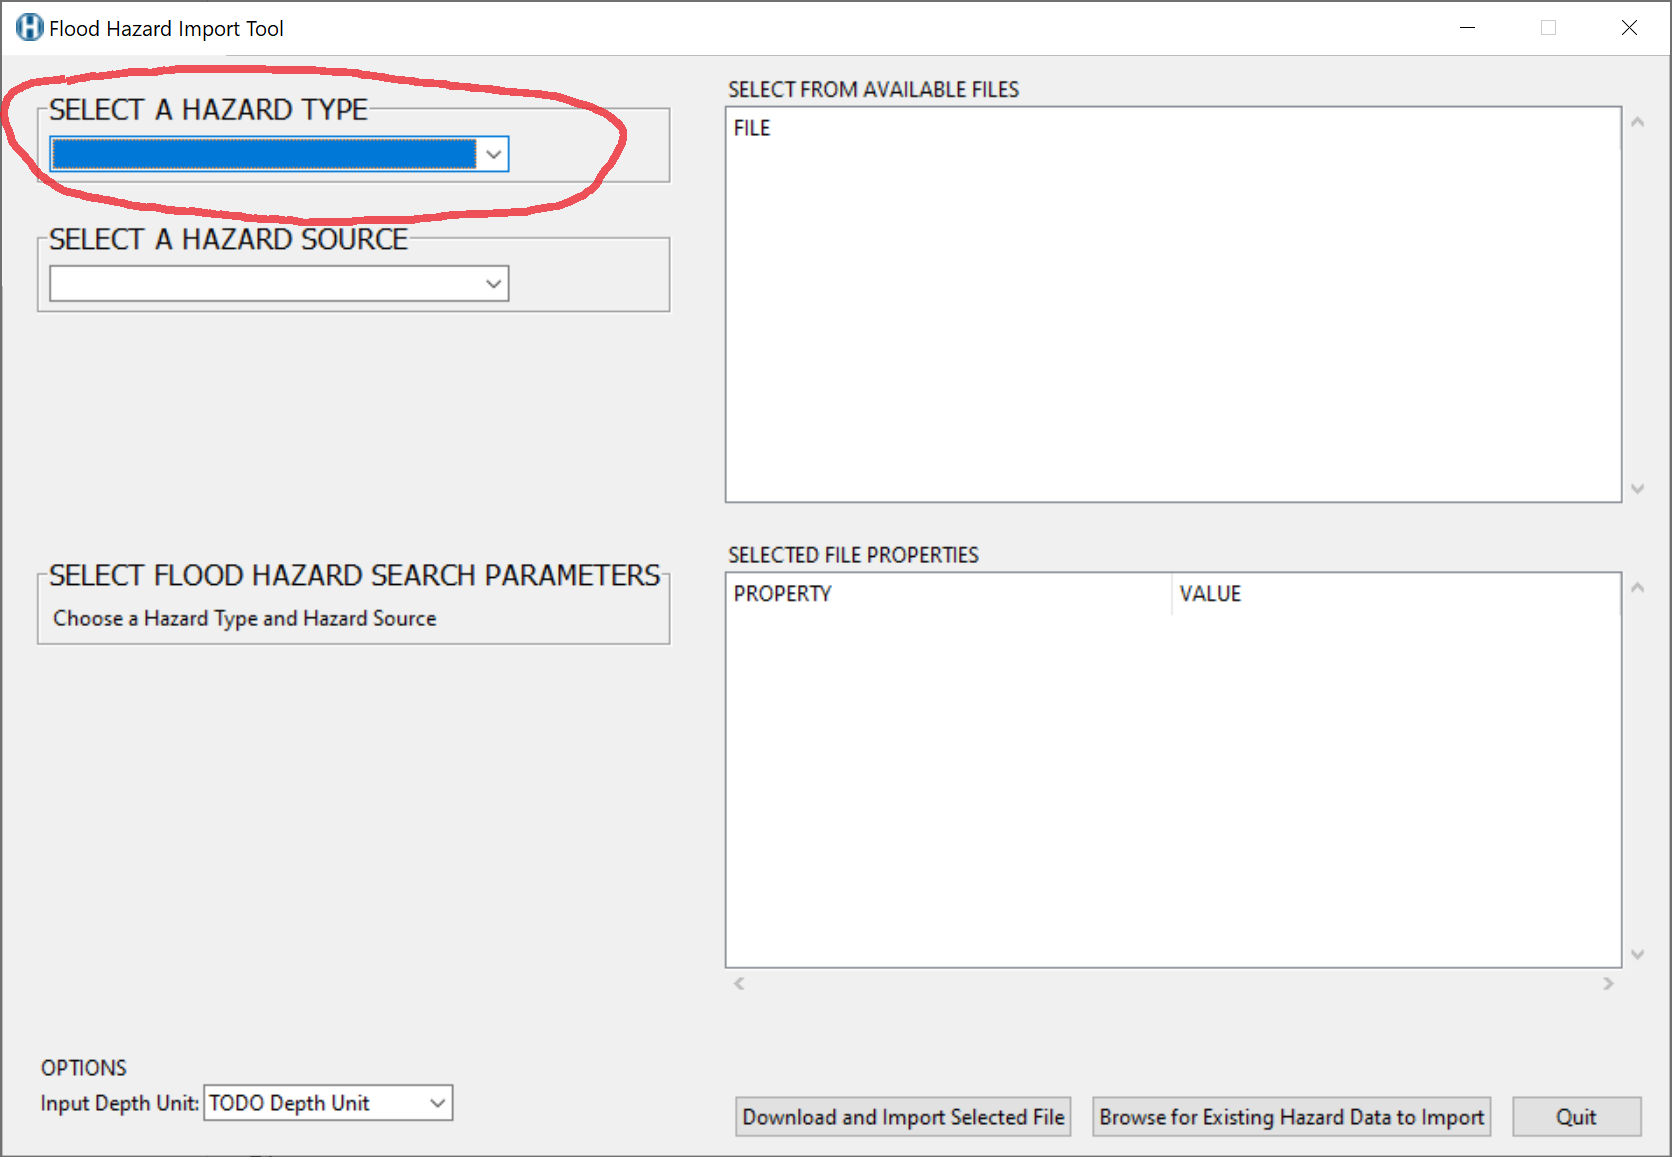 Flood Hazard Import Tool
SELECT A HAZARD TYPE
SELECT A HAZARD SOURCE
SELECT FLOOD HAZARD SEARCH PARAMETERS
Choose a Hazard Type and Hazard Source
OPTIONS
Input Depth Unit: TODO Depth Unit
SELECT FROM AVAILABLE FILES
FILE
SELECTED FILE PROPERTIES
PROPERTY VALUE
Download and Import Selected File Browse for Existing Hazard Data to Import Quit